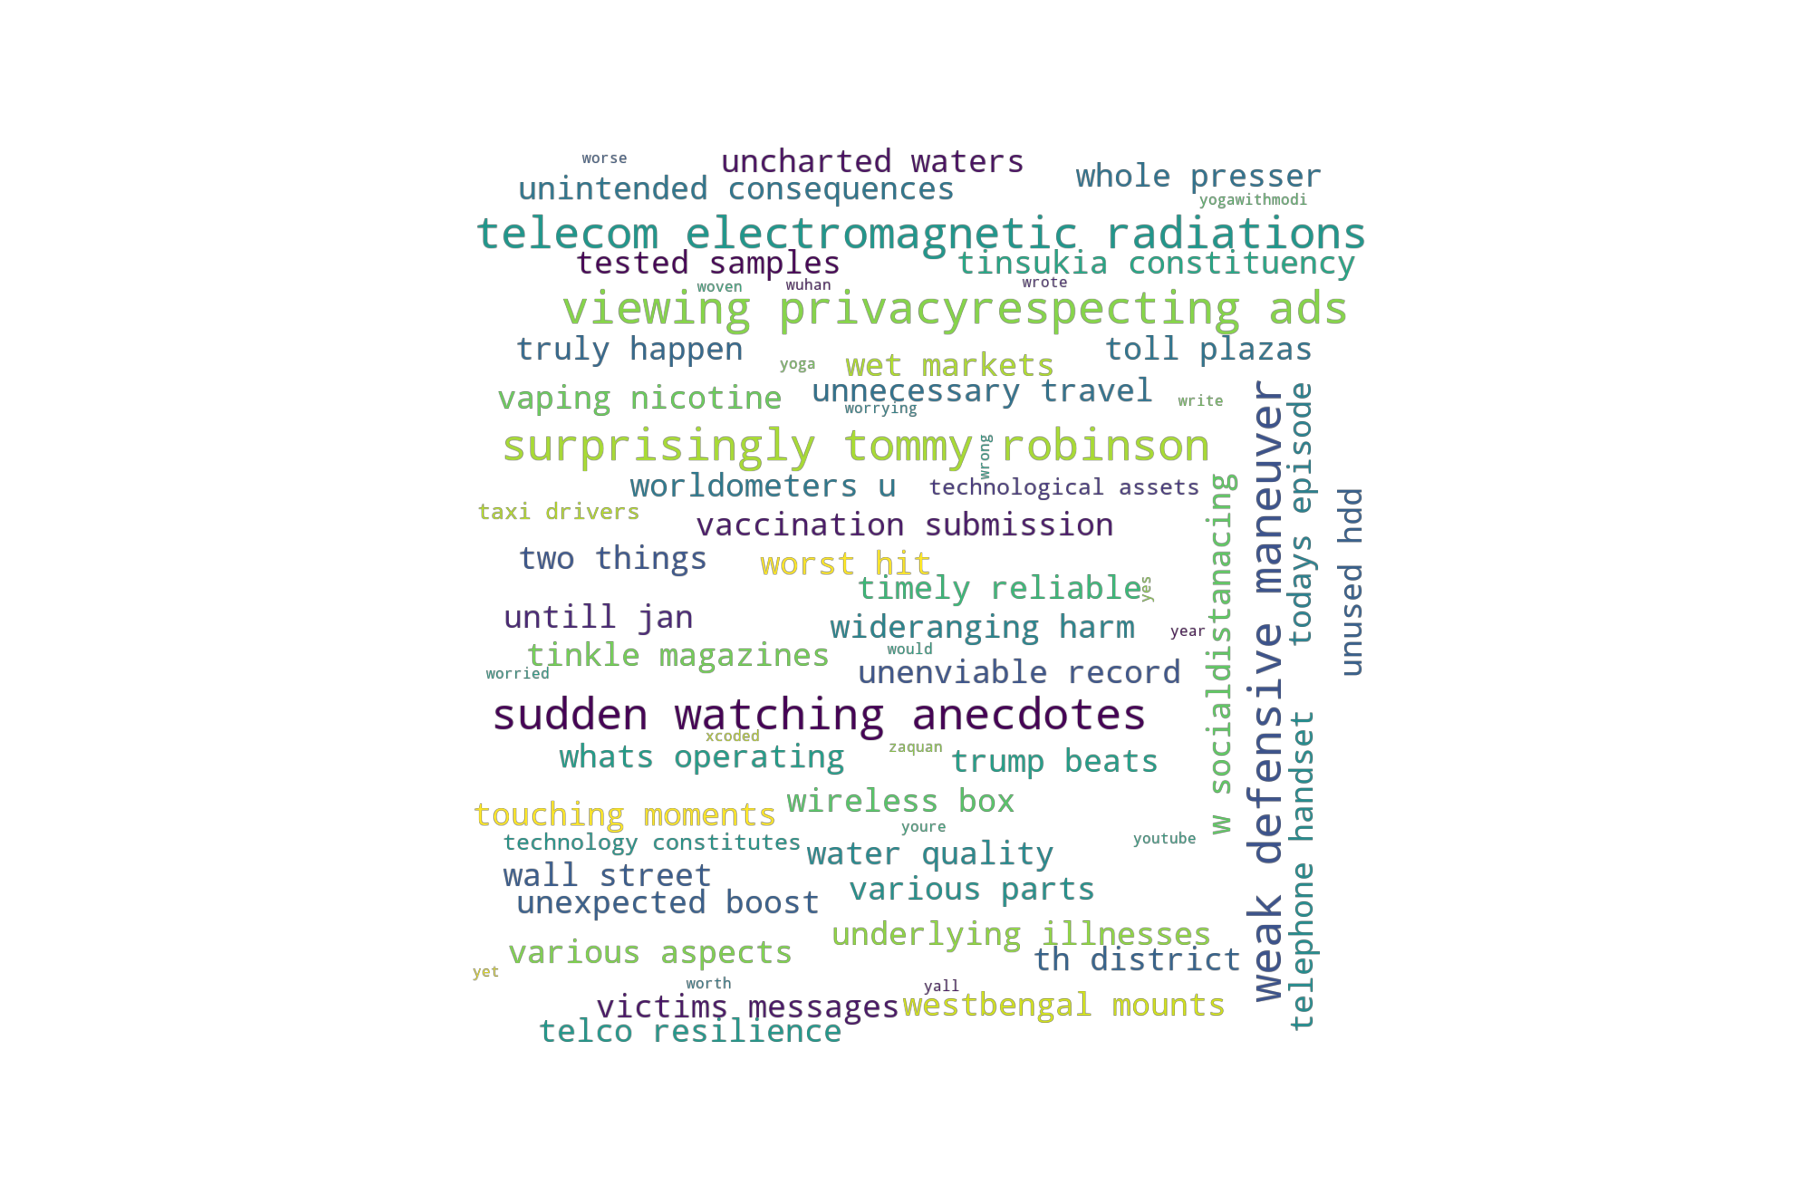 worse
uncharted waters
whole presser
unintended consequences
yogawithmodi
telecom electromagnetic radiations
tested samples
tinsukia constituency
woven
wuhan
wrote
viewing privacyrespecting ads
truly happen
toll plazas
yoga
wet markets
vaping nicotine
unnecessary travel
write
worrying
surprisingly tommy robinson
wrong
worldometers u
technological assets
taxi drivers
vaccination submission
two things
worst hit
timely reliable
yes
untill jan
wideranging harm
year
tinkle magazines
would
worried
unenviable record
sudden watching anecdotes
xcoded
zaquan
whats operating
trump beats
wireless box
touching moments
youre
youtube
technology constitutes
water quality
wall street
various parts
unexpected boost
underlying illnesses
various aspects
th district
yet
worth
yall
victims messages
westbengal mounts
telco resilience
w socialdistanacing
weak defensive maneuver
todays episode
telephone handset
unused hdd